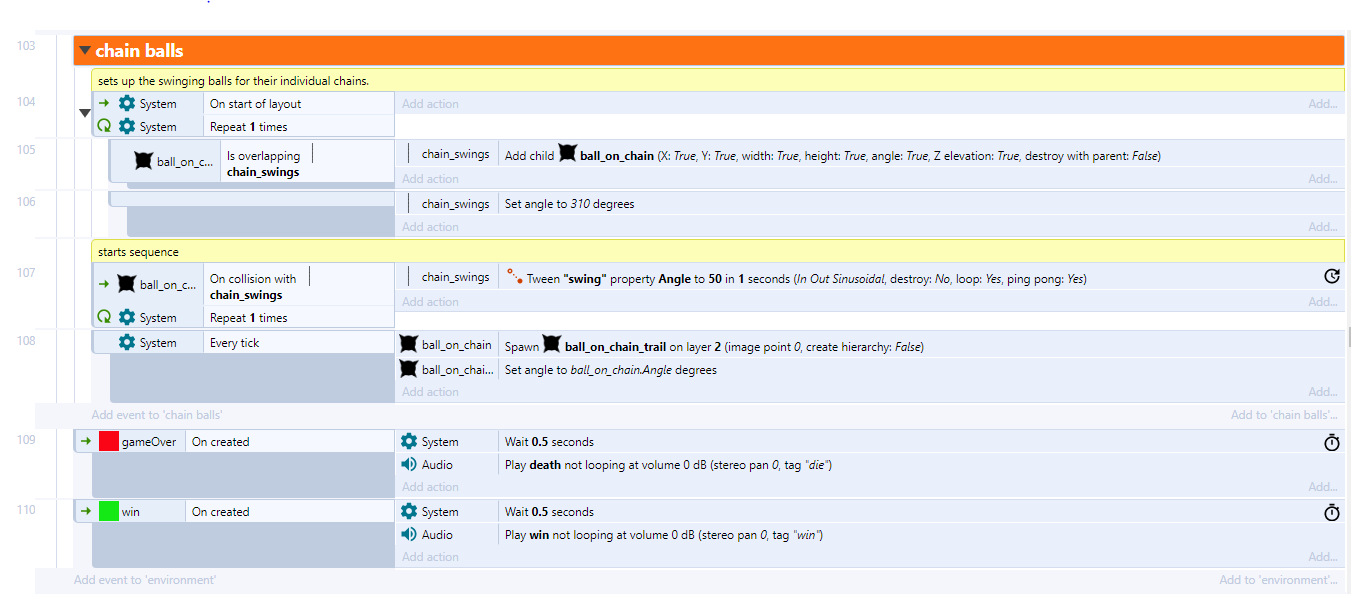 103
chain balls
sets up the swinging balls for their individual chains.
104
System On start of layout Add action Add...
System Repeat 1 times
105
ball_on_c... Is overlapping chain_swings chain_swings Add child ball_on_chain (X: True, Y: True, width: True, height: True, angle: True, Z elevation: True, destroy with parent: False)
Add action Add...
106
chain_swings Set angle to 310 degrees
Add action Add...
starts sequence
107
ball_on_c... On collision with chain_swings chain_swings Tween "swing" property Angle to 50 in 1 seconds (In Out Sinusoidal, destroy: No, loop: Yes, ping pong: Yes)
Add action Add...
System Repeat 1 times
108
System Every tick ball_on_chain Spawn ball_on_chain_trail on layer 2 (image point 0, create hierarchy: False)
ball_on_chai... Set angle to ball_on_chain.Angle degrees
Add action Add...
Add event to 'chain balls' Add to 'chain balls'...
109
gameOver On created System Wait 0.5 seconds
Audio Play death not looping at volume 0 dB (stereo pan 0, tag "die")
Add action Add...
110
win On created System Wait 0.5 seconds
Audio Play win not looping at volume 0 dB (stereo pan 0, tag "win")
Add action Add...
Add event to 'environment' Add to 'environment'...